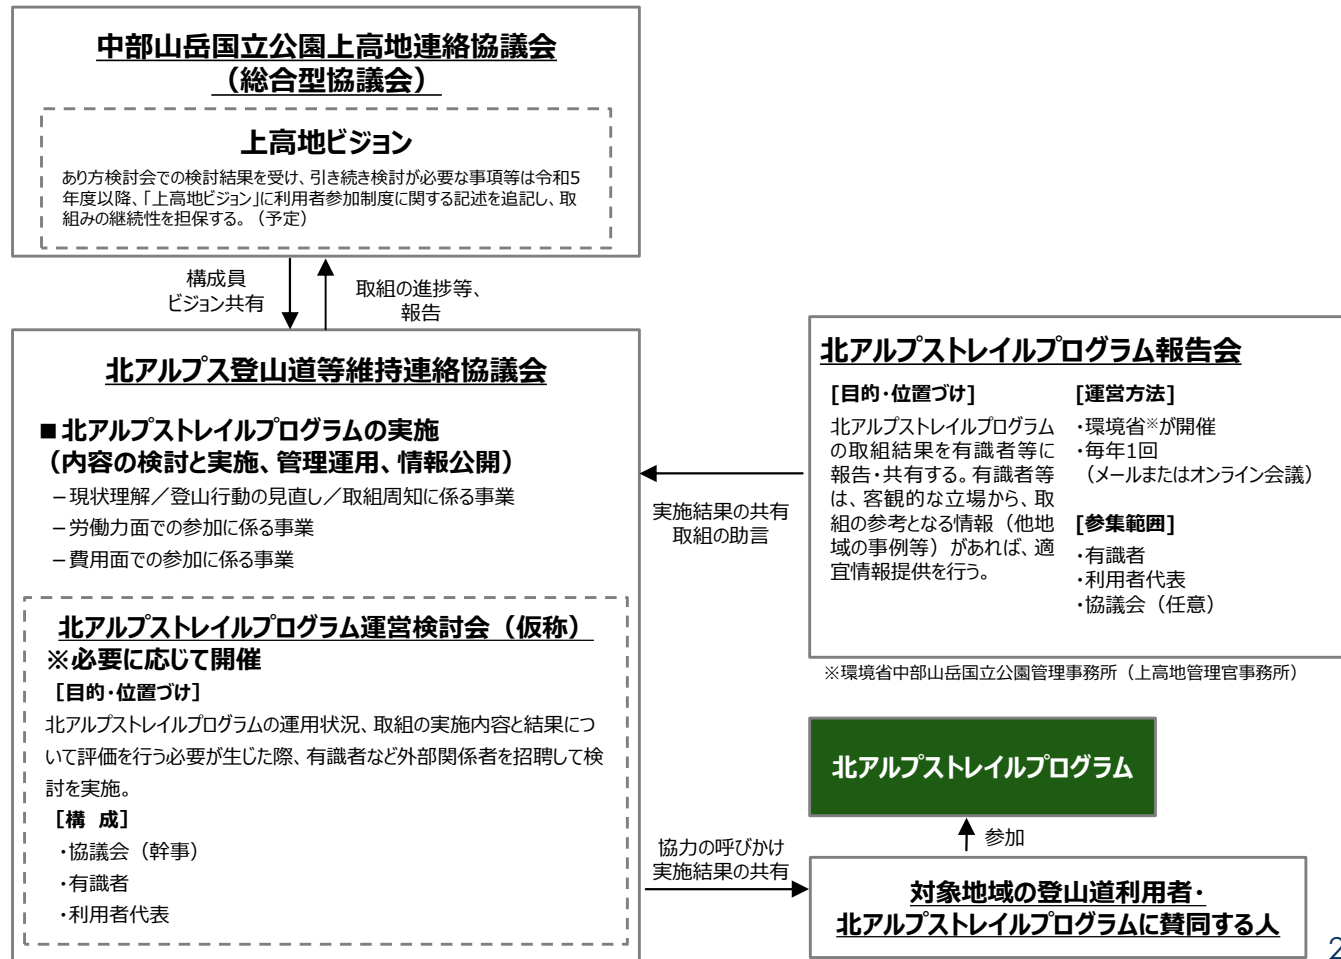 中部山岳国立公園上高地連絡協議会
（総合型協議会）
上高地ビジョン
あり方検討会での検討結果を受け、引き続き検討が必要な事項等は令和5
年度以降、「上高地ビジョン」に利用者参加制度に関する記述を追記し、取
組みの継続性を担保する。（予定）
構成員
ビジョン共有
取組の進捗等、
報告
北アルプス登山道等維持連絡協議会
■北アルプストレイルプログラムの実施
（内容の検討と実施、管理運用、情報公開）
－現状理解／登山行動の見直し／取組周知に係る事業
－労働力面での参加に係る事業
－費用面での参加に係る事業
北アルプストレイルプログラム運営検討会（仮称）
※必要に応じて開催
［目的・位置づけ］
北アルプストレイルプログラムの運用状況、取組の実施内容と結果につ
いて評価を行う必要が生じた際、有識者など外部関係者を招聘して検
討を実施。
［構 成］
・協議会（幹事）
・有識者
・利用者代表
実施結果の共有
取組の助言
北アルプストレイルプログラム報告会
［目的・位置づけ］
北アルプストレイルプログラム
の取組結果を有識者等に
報告・共有する。有識者等
は、客観的な立場から、取
組の参考となる情報（他地
域の事例等）があれば、適
宜情報提供を行う。
［運営方法］
・環境省※が開催
・毎年1回
（メールまたはオンライン会議）
［参集範囲］
・有識者
・利用者代表
・協議会（任意）
※環境省中部山岳国立公園管理事務所（上高地管理官事務所）
北アルプストレイルプログラム
参加
協力の呼びかけ
実施結果の共有
対象地域の登山道利用者・
北アルプストレイルプログラムに賛同する人
2